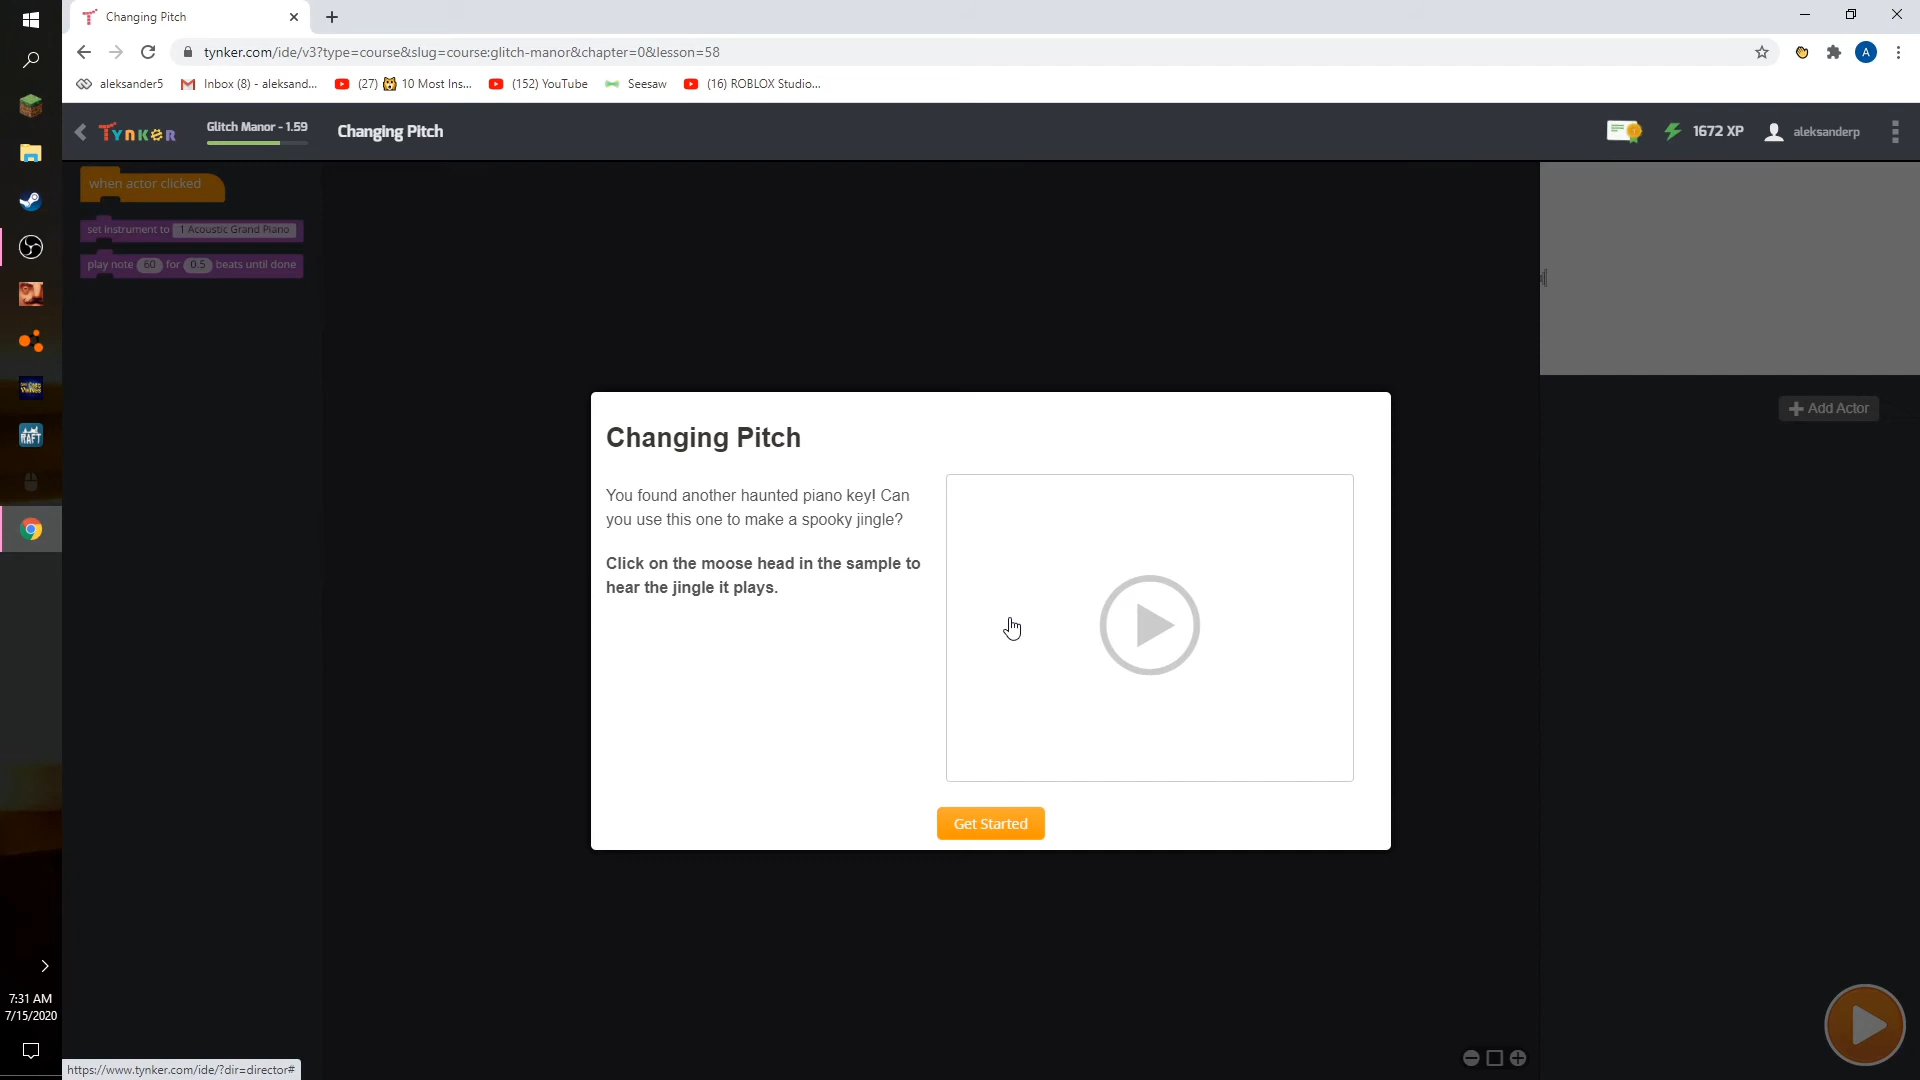 Changing Pitch
tynker.com/ide/v3?type=course&slug=course:glitch-manor&chapter=0&lesson=58
A
aleksander5
Inbox (8) - aleksand...
(27) 🐯 10 Most Ins...
(152) YouTube
Seesaw
(16) ROBLOX Studio...
TYNKER
Glitch Manor - 1.59
Changing Pitch
1672 XP
aleksanderp
when actor clicked
set instrument to 1 Acoustic Grand Piano
play note 60 for 0.5 beats until done
+ Add Actor
Changing Pitch
You found another haunted piano key! Can
you use this one to make a spooky jingle?
Click on the moose head in the sample to
hear the jingle it plays.
Get Started
RAFT
7:31 AM
7/15/2020
https://www.tynker.com/ide/?dir=director#